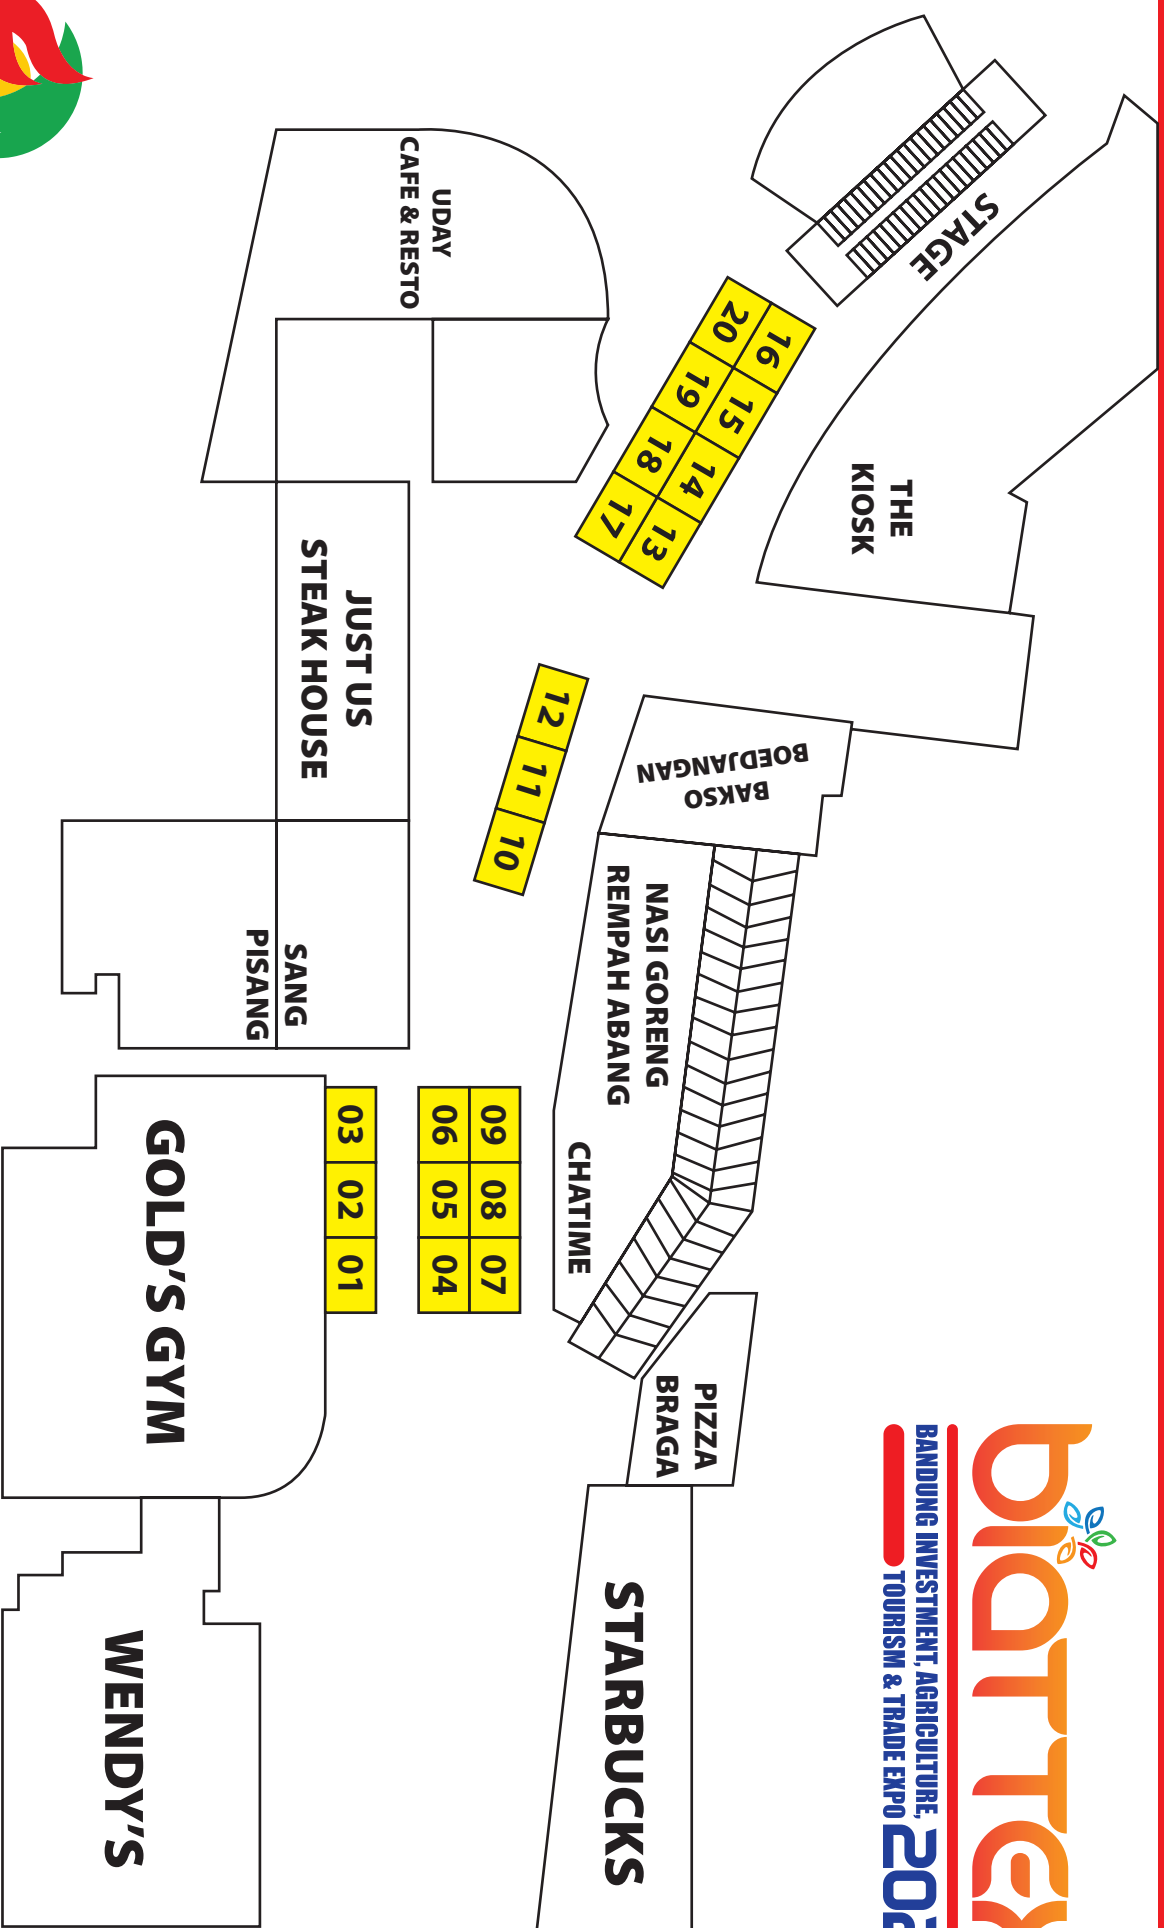 biattex
BANDUNG INVESTMENT, AGRICULTURE,
TOURISM & TRADE EXPO
STAGE
THE
KIOSK
16 15 14 13
20 19 18 17
UDAY
CAFE & RESTO
12 11 10
BAKSO
BOEDJANGAN
JUST US
STEAK HOUSE
NASI GORENG
REMPAH ABANG
CHATIME
SANG
PISANG
09 08 07
06 05 04
03 02 01
PIZZA
BRAGA
GOLD'S GYM
STARBUCKS
WENDY'S